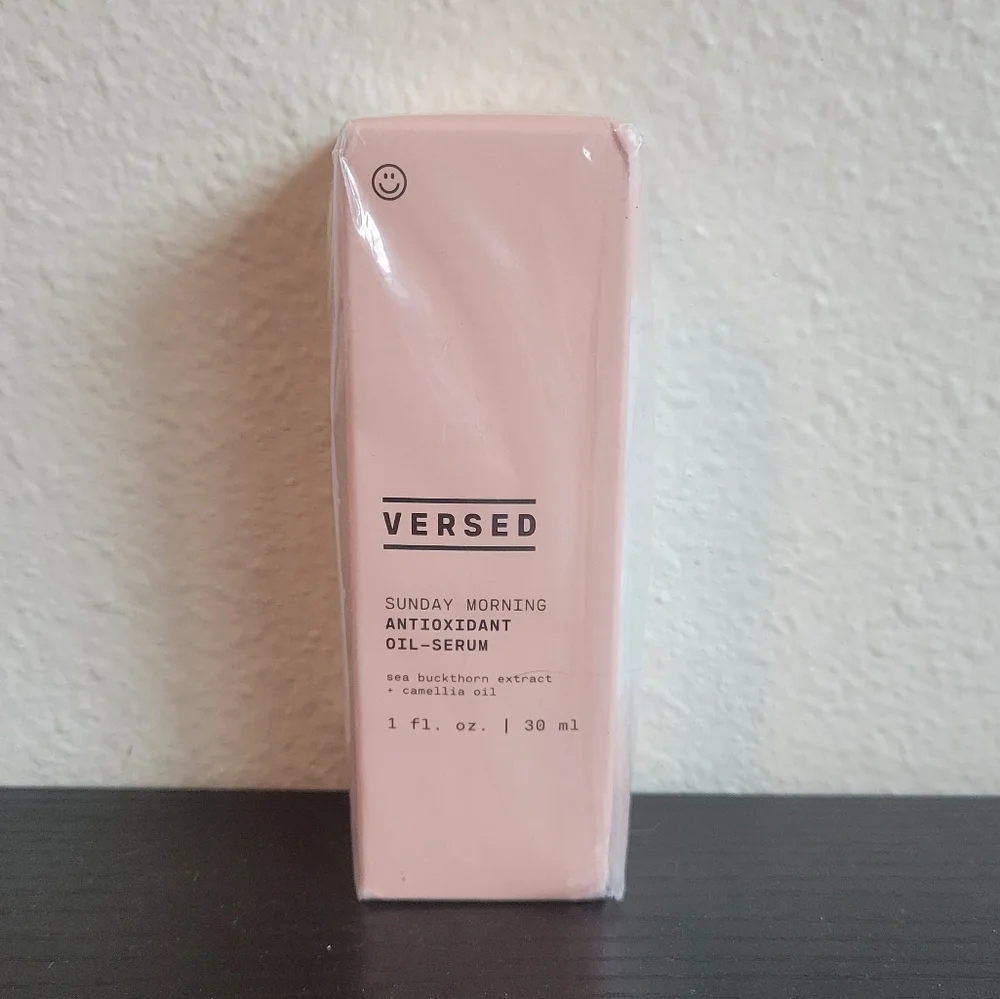 VERSED
SUNDAY MORNING
ANTIOXIDANT
OIL-SERUM
sea buckthorn extract
+ camellia oil
1 fl. oz. | 30 ml